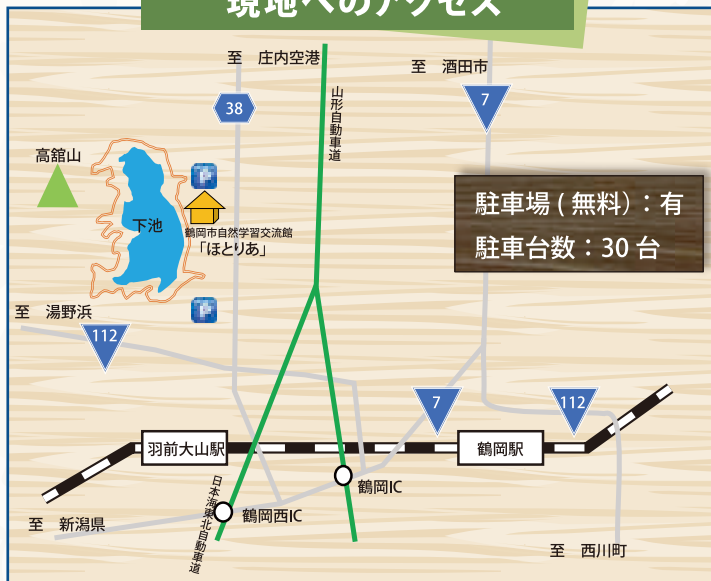 現地へのアクセス
至　庄内空港
至　酒田市
38
7
山形自動車道
高舘山
P
下池
鶴岡市自然学習交流館
「ほとりあ」
駐車場 ( 無料 ) : 有
駐車台数 : 30 台
P
至　湯野浜
112
7
112
羽前大山駅
鶴岡駅
鶴岡IC
鶴岡西IC
日本海東北自動車道
至　新潟県
至　西川町